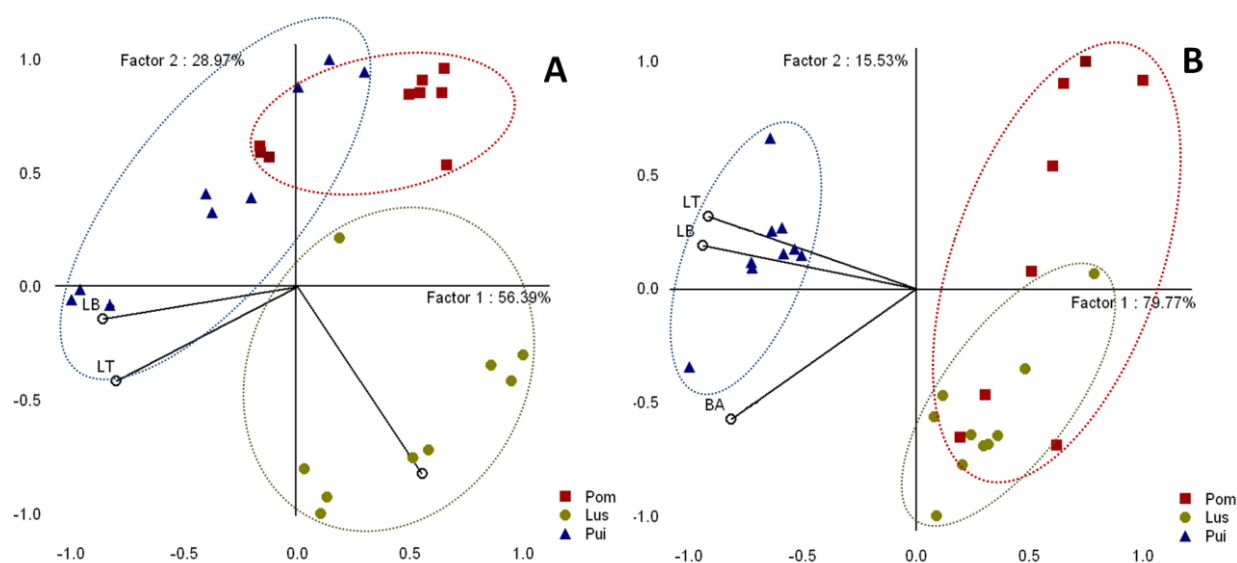 Factor 2 : 28.97%
A
1.0
0.5
0.0
-0.5
-1.0
Factor 1 : 56.39%
LB
LT
Pom
Lus
Pui
-1.0 -0.5 0.0 0.5 1.0
Factor 2 : 15.53%
B
1.0
0.5
0.0
-0.5
-1.0
LT
LB
Factor 1 : 79.77%
BA
Pom
Lus
Pui
-1.0 -0.5 0.0 0.5 1.0